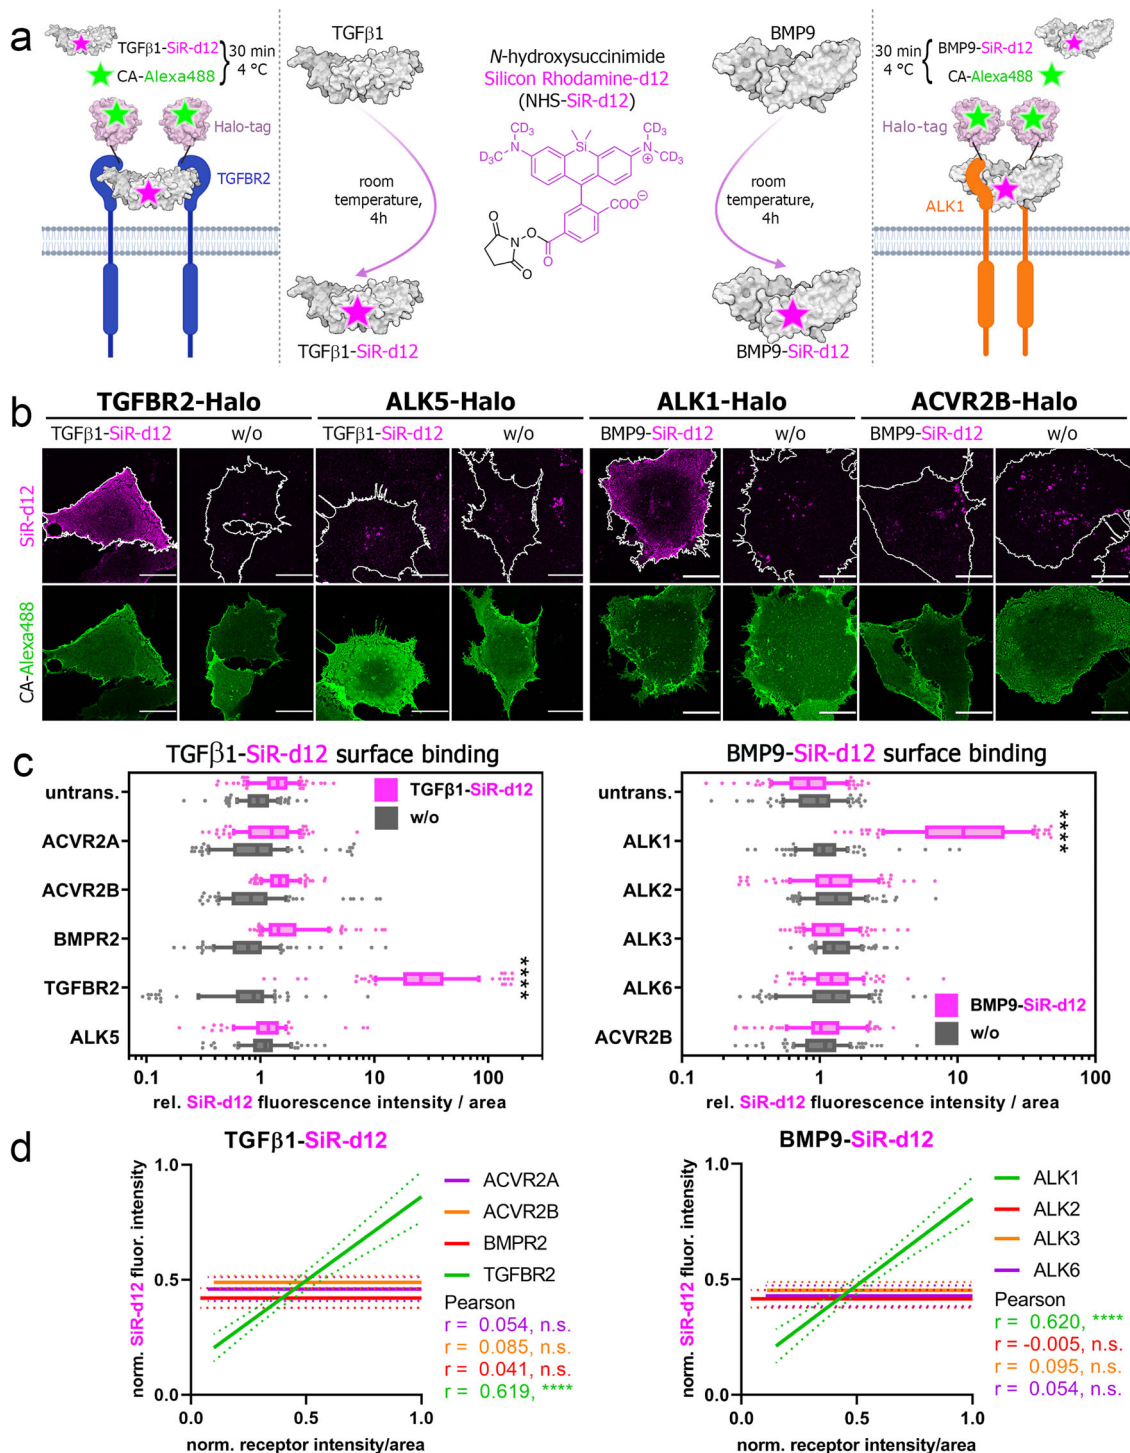 a
TGFβ1-SiR-d12
CA-Alexa488
30 min
4 °C
Halo-tag
TGFBR2
TGFβ1
room
temperature,
4h
TGFβ1-SiR-d12
N-hydroxysuccinimide
Silicon Rhodamine-d12
(NHS-SiR-d12)
CD3
D3C
N
Si
N
CD3
D3C
CD3
⊕
COO⊖
O
O
N
O
O
BMP9
room
temperature,
4h
BMP9-SiR-d12
30 min
4 °C
BMP9-SiR-d12
CA-Alexa488
Halo-tag
ALK1
b
TGFBR2-Halo
ALK5-Halo
ALK1-Halo
ACVR2B-Halo
TGFβ1-SiR-d12
w/o
TGFβ1-SiR-d12
w/o
BMP9-SiR-d12
w/o
BMP9-SiR-d12
w/o
SiR-d12
CA-Alexa488
c
TGFβ1-SiR-d12 surface binding
TGFβ1-SiR-d12
w/o
untrans.
ACVR2A
ACVR2B
BMPR2
TGFBR2
ALK5
****
0.1 1 10 100
rel. SiR-d12 fluorescence intensity / area
BMP9-SiR-d12 surface binding
untrans.
ALK1
ALK2
ALK3
ALK6
ACVR2B
****
BMP9-SiR-d12
w/o
0.1 1 10 100
rel. SiR-d12 fluorescence intensity / area
d
TGFβ1-SiR-d12
norm. SiR-d12 fluor. intensity
1.0
0.5
0.0
0.5 1.0
norm. receptor intensity/area
ACVR2A
ACVR2B
BMPR2
TGFBR2
Pearson
r = 0.054, n.s.
r = 0.085, n.s.
r = 0.041, n.s.
r = 0.619, ****
BMP9-SiR-d12
norm. SiR-d12 fluor. intensity
1.0
0.5
0.0
0.0 0.5 1.0
norm. receptor intensity/area
ALK1
ALK2
ALK3
ALK6
Pearson
r = 0.620, ****
r = -0.005, n.s.
r = 0.095, n.s.
r = 0.054, n.s.